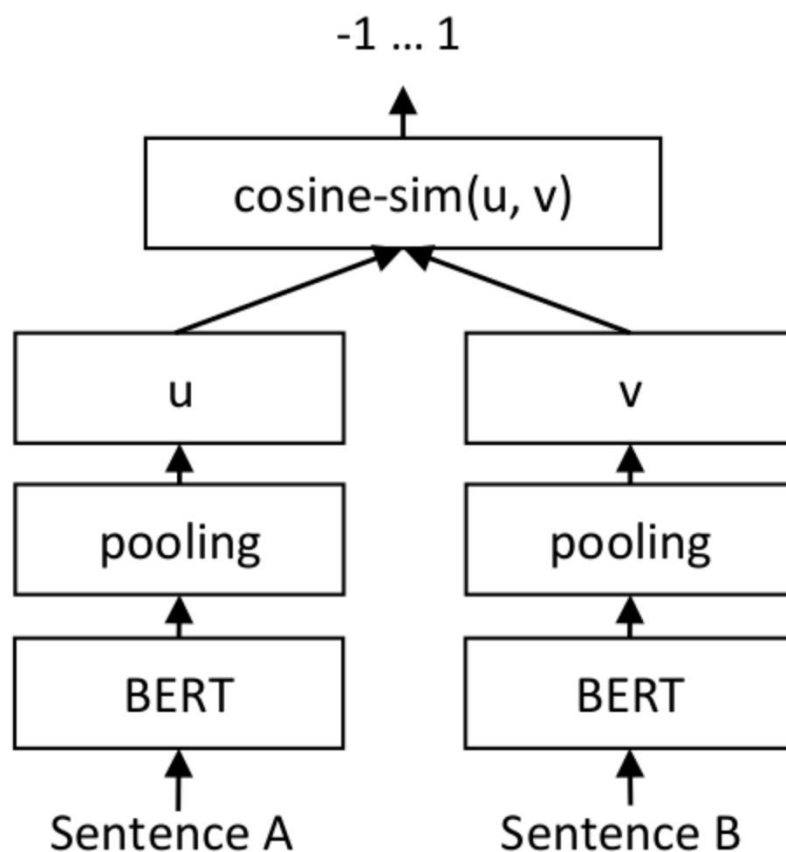 -1 … 1
cosine-sim(u, v)
u
v
pooling
pooling
BERT
BERT
Sentence A
Sentence B